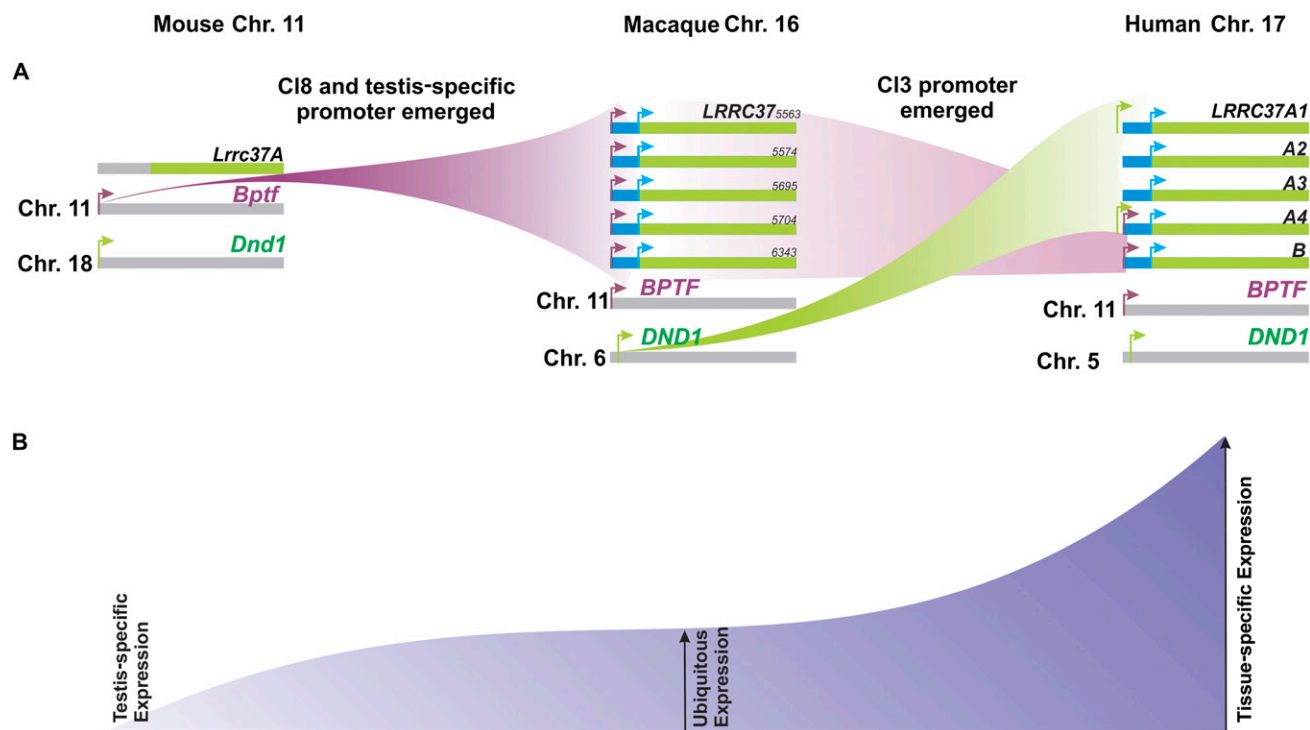 Mouse Chr. 11
Macaque Chr. 16
Human Chr. 17
A
Cl8 and testis-specific
promoter emerged
Cl3 promoter
emerged
Lrrc37A
Bptf
Chr. 11
Dnd1
Chr. 18
LRRC37 5563
5574
5695
5704
6343
BPTF
Chr. 11
DND1
Chr. 6
LRRC37A1
A2
A3
A4
B
BPTF
Chr. 11
DND1
Chr. 5
B
Testis-specific
Expression
Ubiquitous
Expression
Tissue-specific Expression